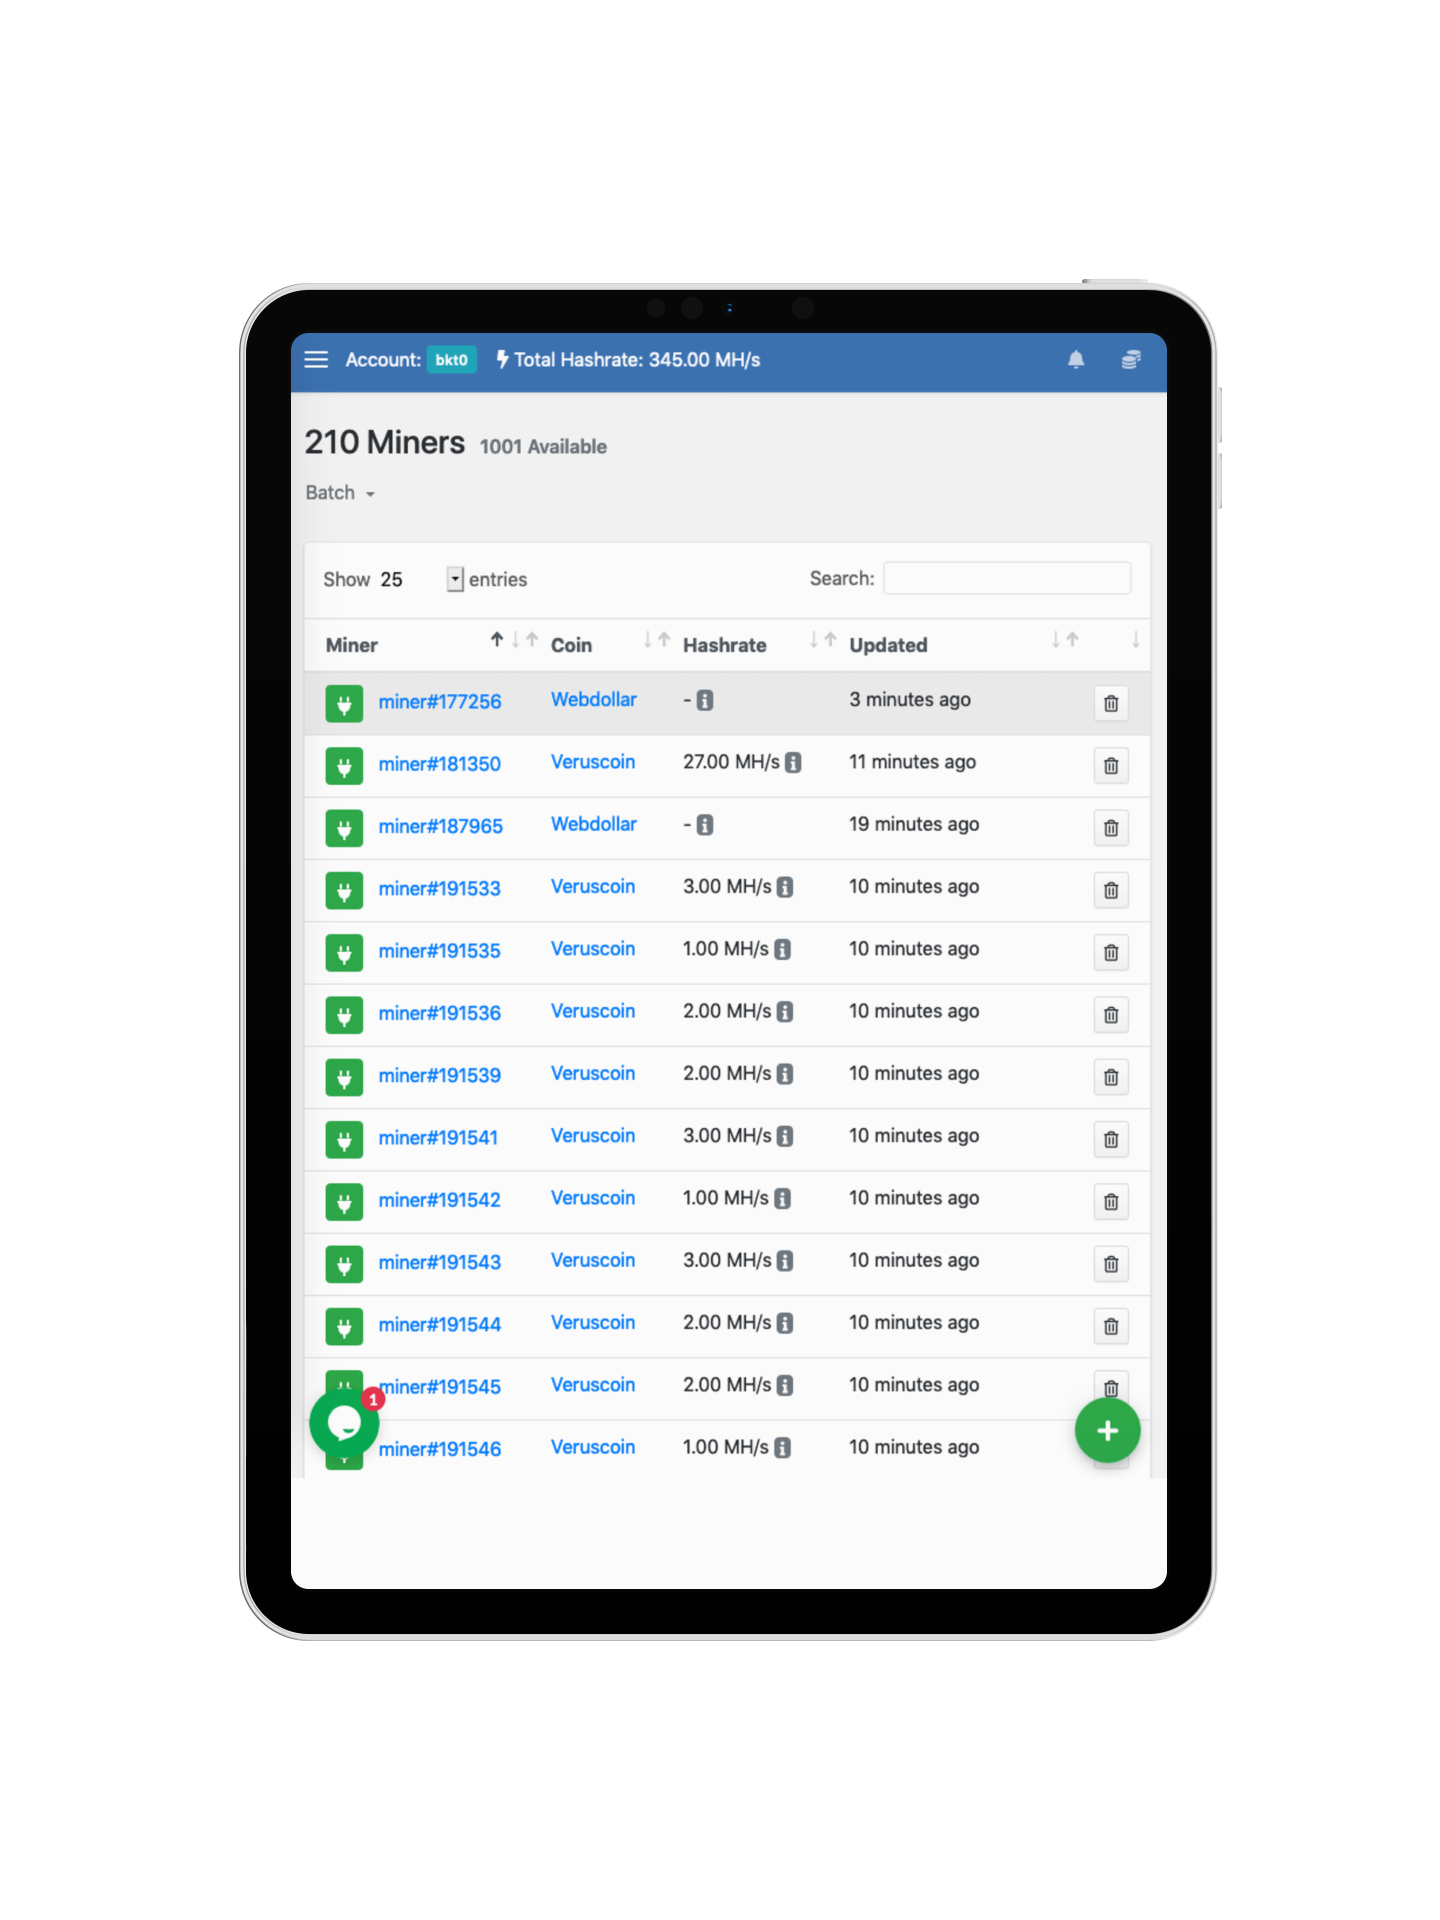 Account: bkt0 Total Hashrate: 345.00 MH/s
210 Miners 1001 Available
Batch
Show 25 entries Search:
Miner Coin Hashrate Updated
miner#177256 Webdollar - 3 minutes ago
miner#181350 Veruscoin 27.00 MH/s 11 minutes ago
miner#187965 Webdollar - 19 minutes ago
miner#191533 Veruscoin 3.00 MH/s 10 minutes ago
miner#191535 Veruscoin 1.00 MH/s 10 minutes ago
miner#191536 Veruscoin 2.00 MH/s 10 minutes ago
miner#191539 Veruscoin 2.00 MH/s 10 minutes ago
miner#191541 Veruscoin 3.00 MH/s 10 minutes ago
miner#191542 Veruscoin 1.00 MH/s 10 minutes ago
miner#191543 Veruscoin 3.00 MH/s 10 minutes ago
miner#191544 Veruscoin 2.00 MH/s 10 minutes ago
miner#191545 Veruscoin 2.00 MH/s 10 minutes ago
1
miner#191546 Veruscoin 1.00 MH/s 10 minutes ago